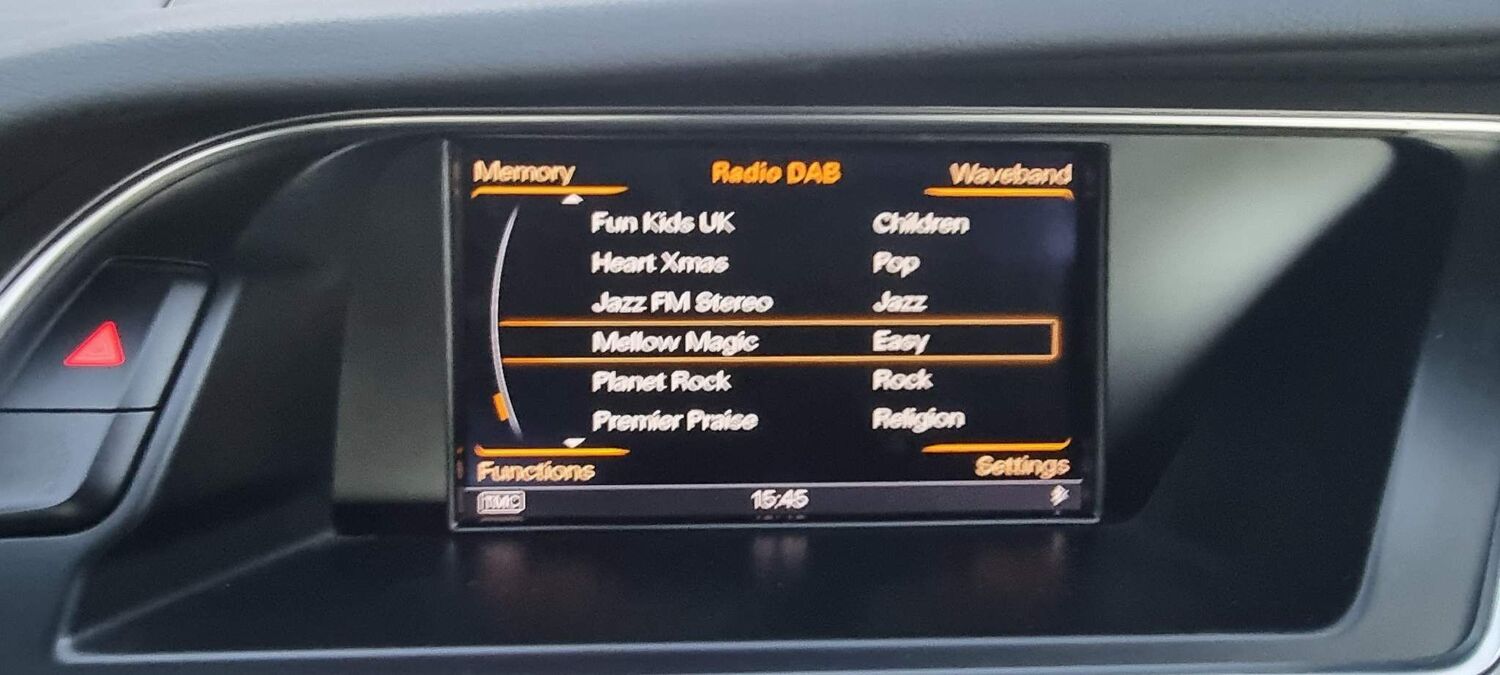 Memory Radio DAB Waveband
Fun Kids UK Children
Heart Xmas Pop
Jazz FM Stereo Jazz
Mellow Magic Easy
Planet Rock Rock
Premier Praise Religion
Functions Settings
TMC 15:45